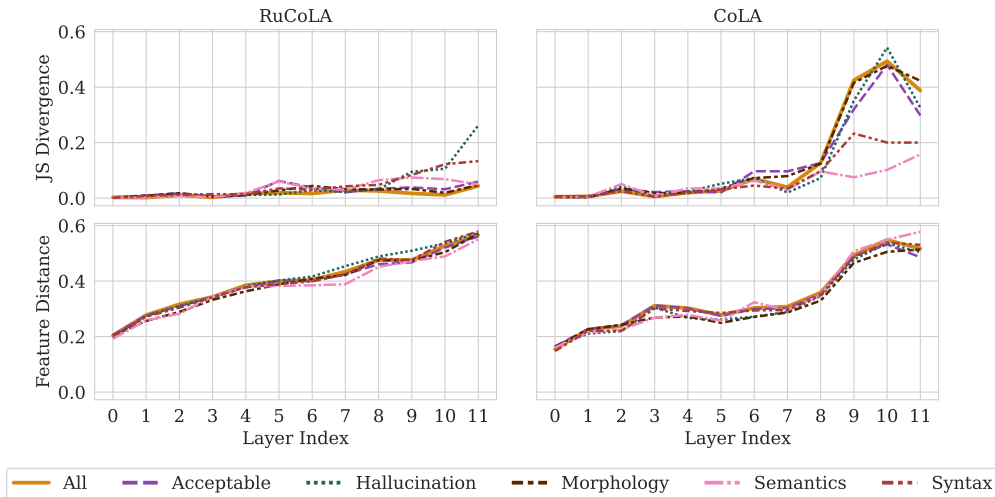 RuCoLA CoLA
JS Divergence
0.6
0.4
0.2
0.0
Feature Distance
0.6
0.4
0.2
0.0
0 1 2 3 4 5 6 7 8 9 10 11 0 1 2 3 4 5 6 7 8 9 10 11
Layer Index Layer Index
All Acceptable Hallucination Morphology Semantics Syntax